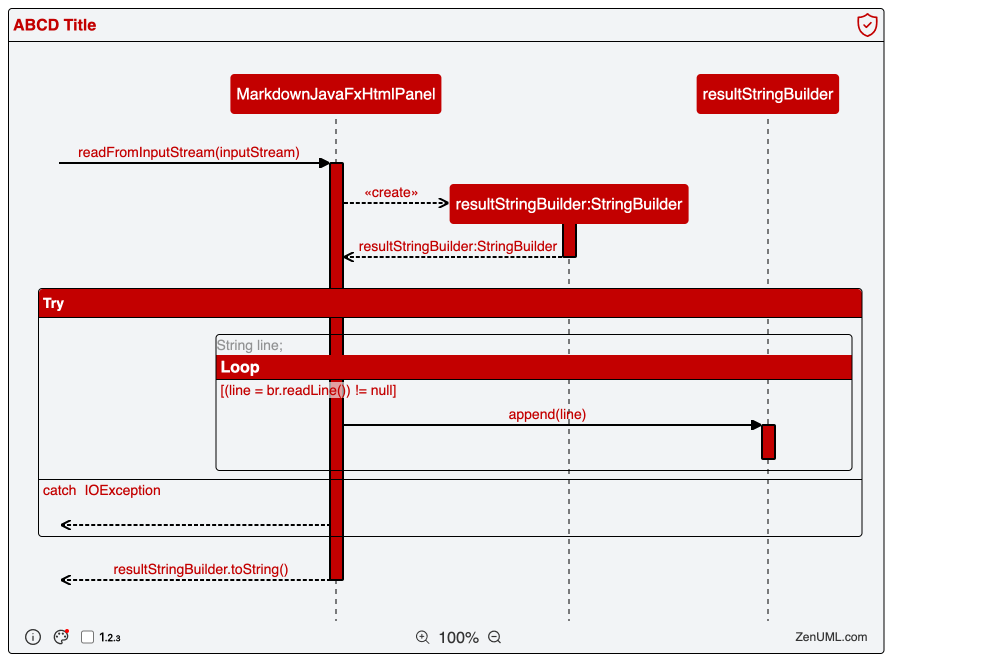 ABCD Title
MarkdownJavaFxHtmlPanel
resultStringBuilder
readFromInputStream(inputStream)
«create»
resultStringBuilder:StringBuilder
resultStringBuilder:StringBuilder
Try
String line;
Loop
[(line = br.readLine()) != null]
append(line)
catch IOException
resultStringBuilder.toString()
1.2.3
100%
ZenUML.com